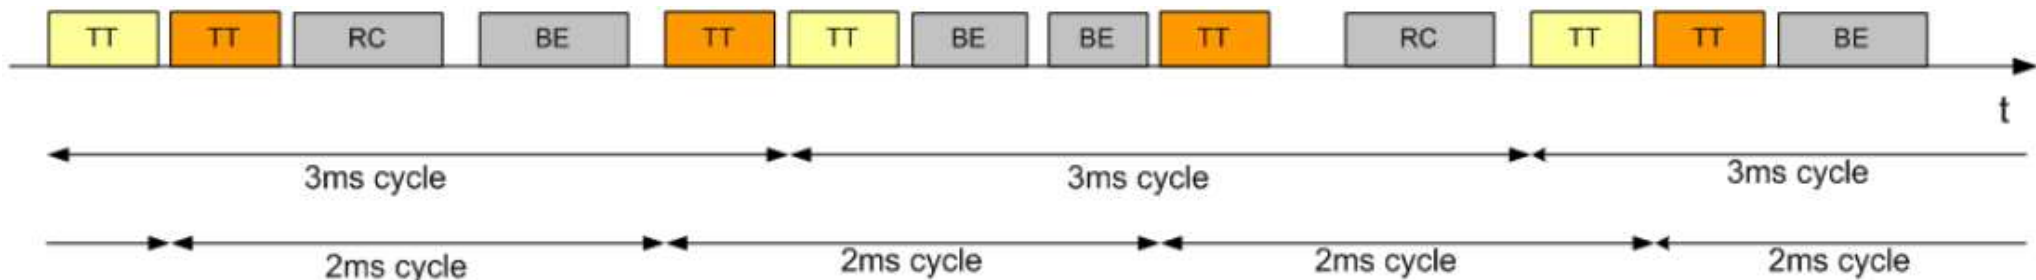 TT TT RC BE TT TT BE BE TT RC TT TT BE
t
3ms cycle 3ms cycle 3ms cycle
2ms cycle 2ms cycle 2ms cycle 2ms cycle